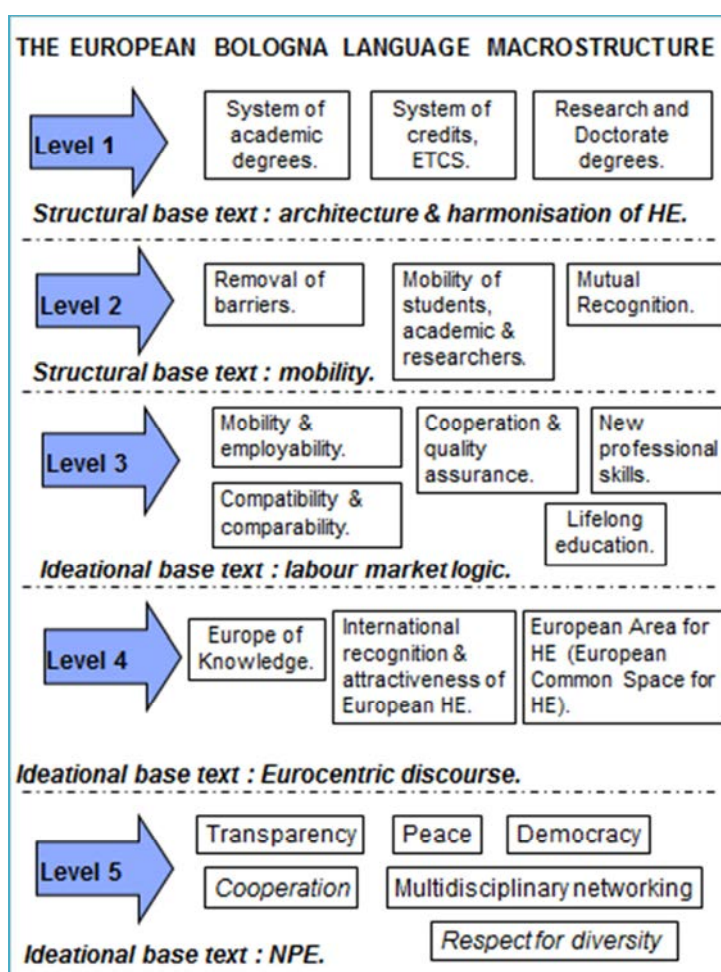 THE EUROPEAN BOLOGNA LANGUAGE MACROSTRUCTURE
Level 1
System of
academic
degrees.
System of
credits,
ETCS.
Research and
Doctorate
degrees.
Structural base text : architecture & harmonisation of HE.
Level 2
Removal of
barriers.
Mobility of
students,
academic &
researchers.
Mutual
Recognition.
Structural base text : mobility.
Level 3
Mobility &
employability.
Cooperation &
quality
assurance.
New
professional
skills.
Compatibility &
comparability.
Lifelong
education.
Ideational base text : labour market logic.
Level 4
Europe of
Knowledge.
International
recognition &
attractiveness of
European HE.
European Area for
HE (European
Common Space for
HE).
Ideational base text : Eurocentric discourse.
Level 5
Transparency
Peace
Democracy
Cooperation
Multidisciplinary networking
Respect for diversity
Ideational base text : NPE.